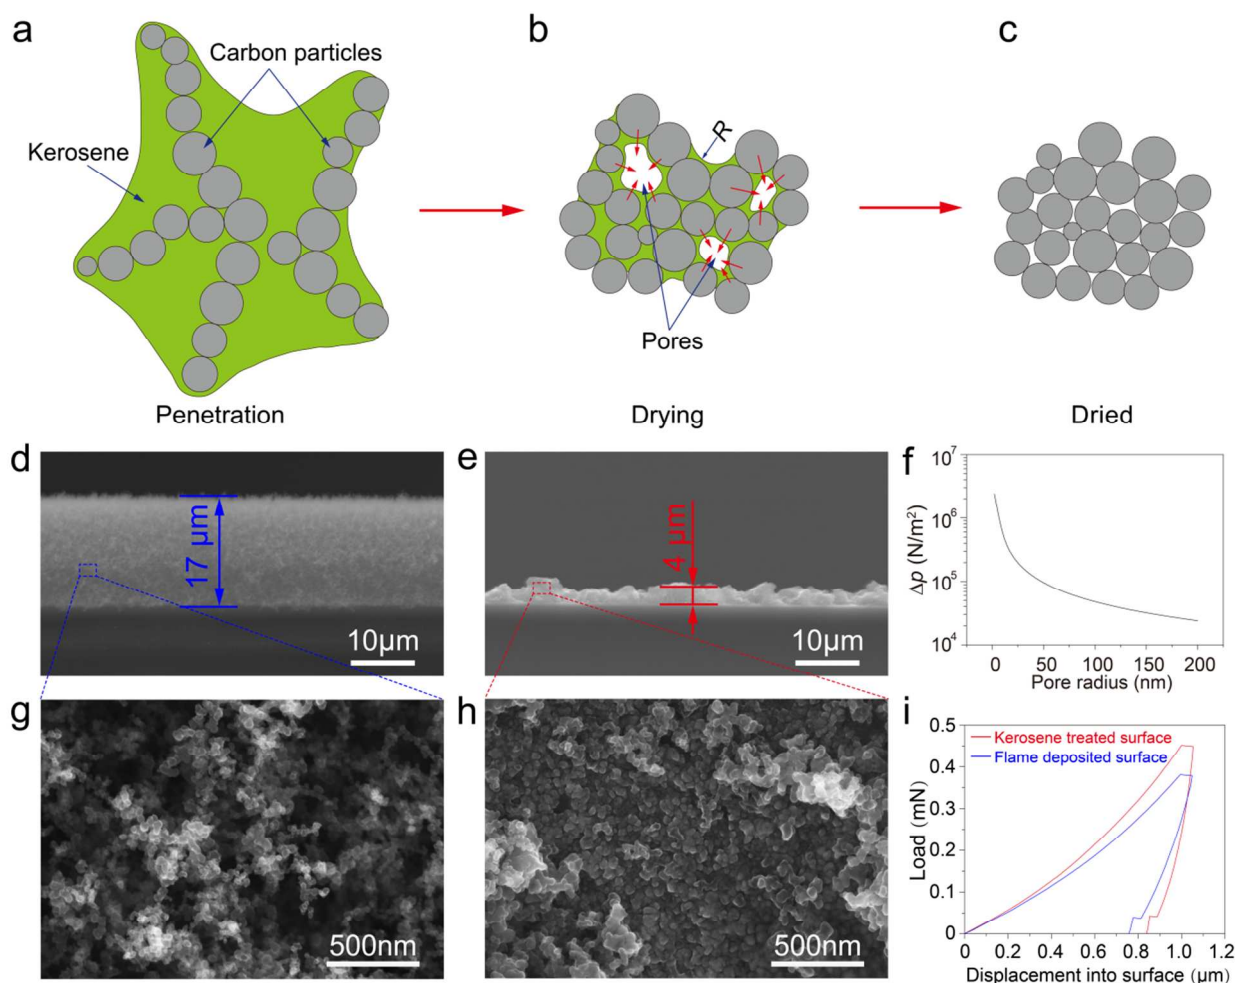 a
Carbon particles
Kerosene
Penetration
b
R
Pores
Drying
c
Dried
d
17 μm
10μm
e
4 μm
10μm
f
10⁷
10⁶
10⁵
10⁴
Δp (N/m²)
0
50
100
150
200
Pore radius (nm)
g
500nm
h
500nm
i
Kerosene treated surface
Flame deposited surface
0.5
0.4
0.3
0.2
0.1
0
Load (mN)
0
0.2
0.4
0.6
0.8
1.0
1.2
Displacement into surface (μm)